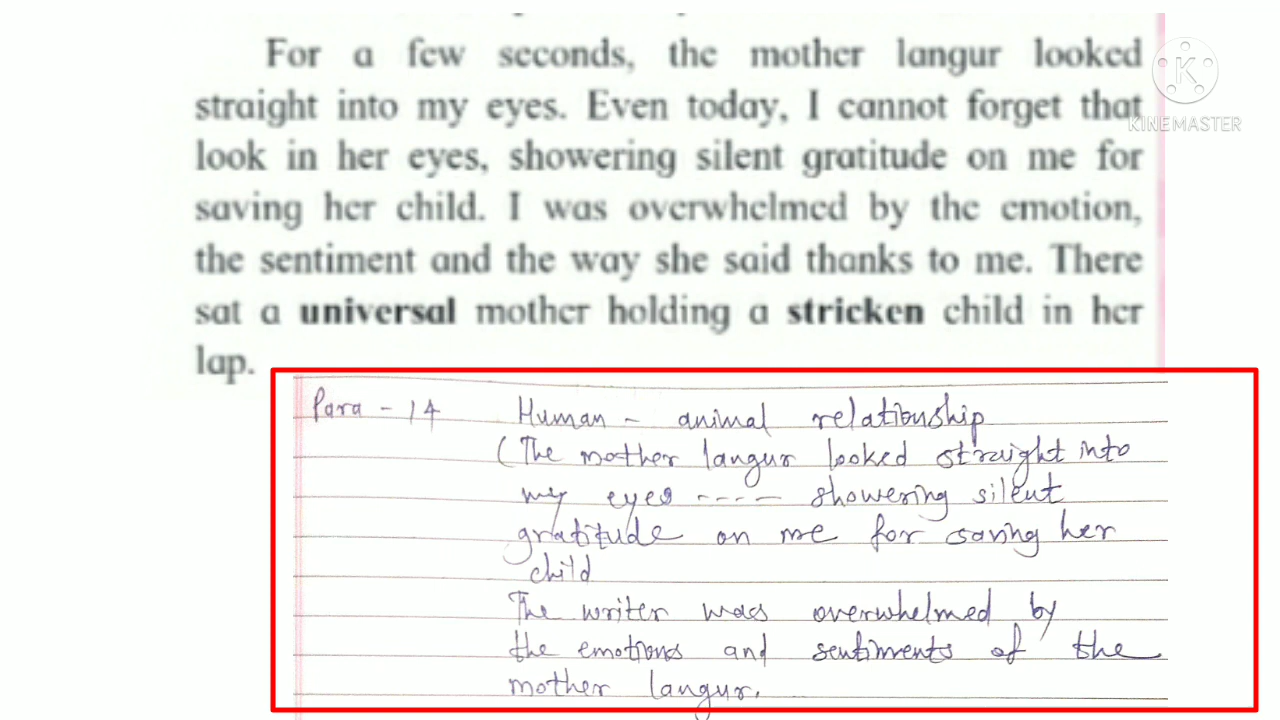 For a few seconds, the mother langur looked
straight into my eyes. Even today, I cannot forget that
look in her eyes, showering silent gratitude on me for
saving her child. I was overwhelmed by the emotion,
the sentiment and the way she said thanks to me. There
sat a universal mother holding a stricken child in her
lap.
K
KINEMASTER
Para - 14 Human - animal relationship
(The mother langur looked straight into
my eyes ---- showering silent
gratitude on me for saving her
child
The writer was overwhelmed by
the emotions and sentiments of the
mother langur.